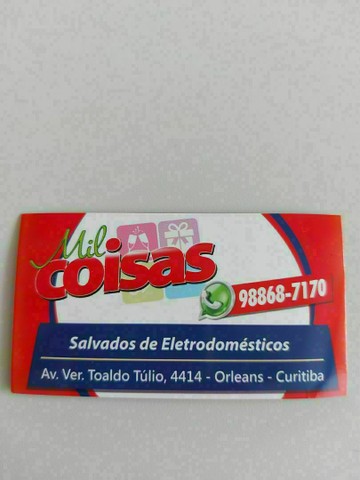 Mil
coisas
98868-7170
Salvados de Eletrodomésticos
Av. Ver. Toaldo Túlio, 4414 - Orleans - Curitiba